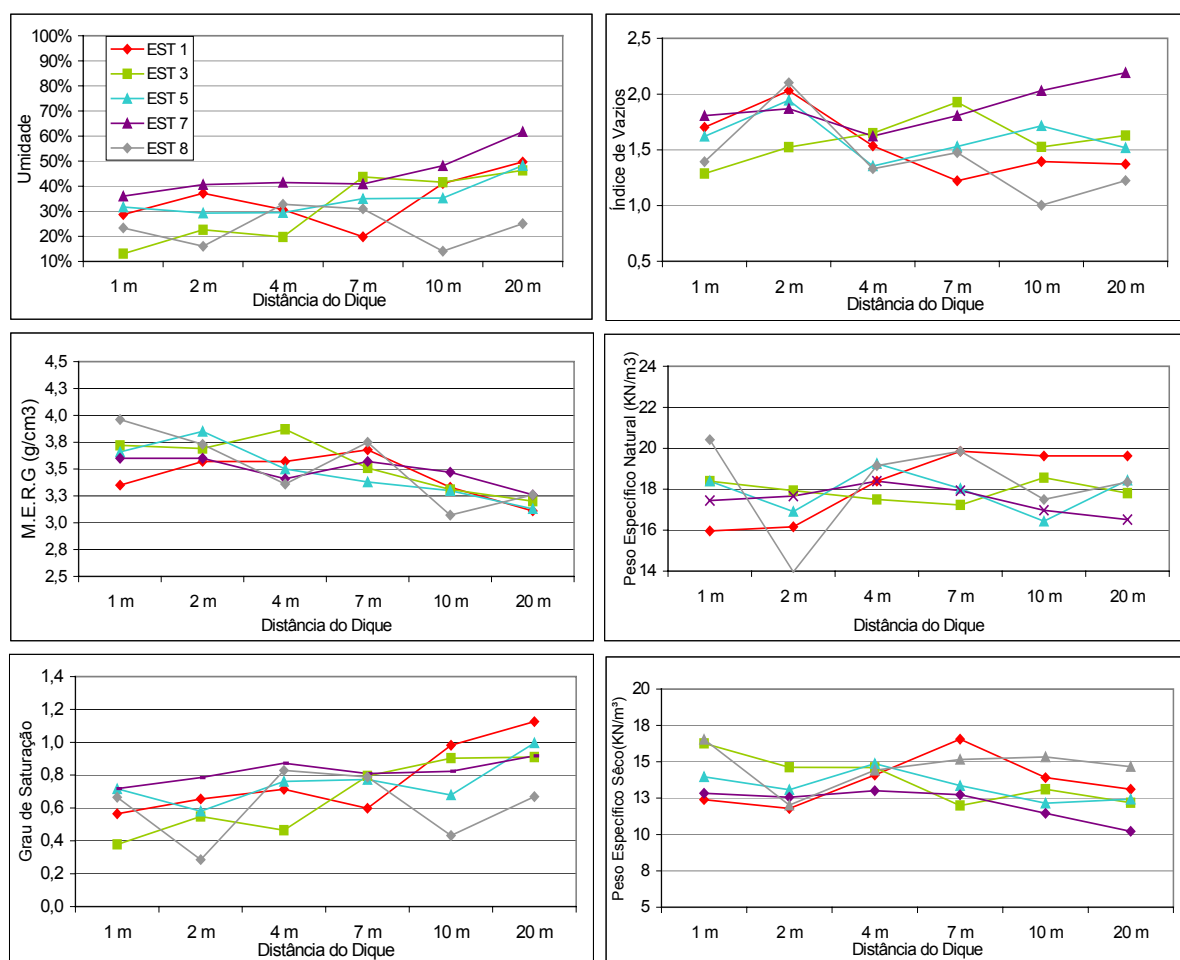 Umidade
100%
90%
80%
70%
60%
50%
40%
30%
20%
10%
EST 1
EST 3
EST 5
EST 7
EST 8
1 m 2 m 4 m 7 m 10 m 20 m
Distância do Dique
Índice de Vazios
2,5
2,0
1,5
1,0
0,5
1 m 2 m 4 m 7 m 10 m 20 m
Distância do Dique
M.E.R.G (g/cm3)
4,5
4,3
4,0
3,8
3,5
3,3
3,0
2,8
2,5
1 m 2 m 4 m 7 m 10 m 20 m
Distância do Dique
Peso Específico Natural (KN/m3)
24
22
20
18
16
14
1 m 2 m 4 m 7 m 10 m 20 m
Distância do Dique
Grau de Saturação
1,4
1,2
1,0
0,8
0,6
0,4
0,2
0,0
1 m 2 m 4 m 7 m 10 m 20 m
Distância do Dique
Peso Específico Sêco(KN/m³)
20
18
15
13
10
8
5
1 m 2 m 4 m 7 m 10 m 20 m
Distância do Dique